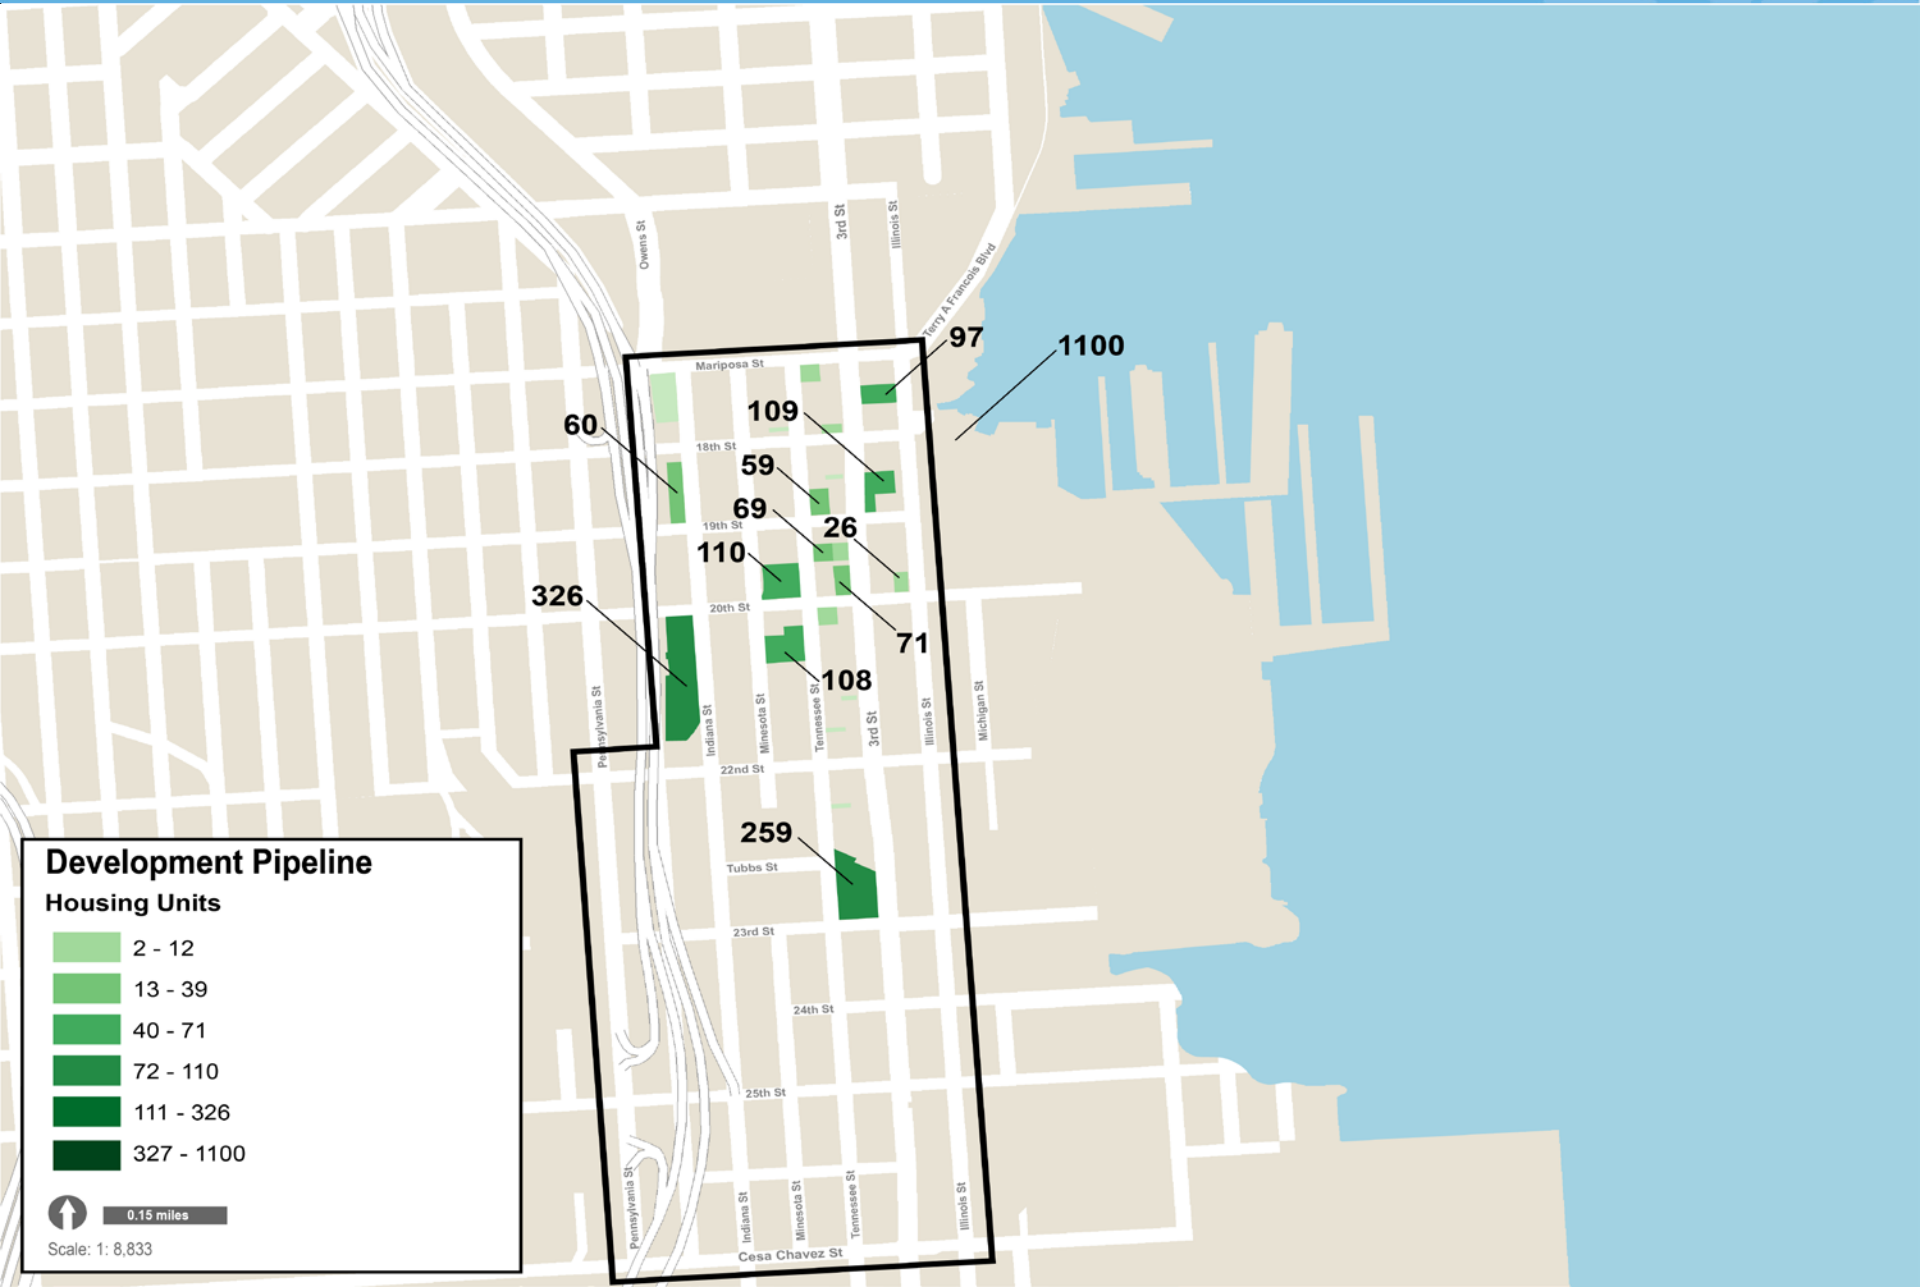 Owens St
3rd St
Illinois St
Terry A Francois Blvd
97
1100
Mariposa St
109
60
18th St
59
69
19th St
26
110
326
20th St
71
108
Pennsylvania St
Indiana St
Minesota St
Tennessee St
3rd St
Illinois St
Michigan St
22nd St
259
Tubbs St
23rd St
24th St
25th St
Pennsylvania St
Indiana St
Minesota St
Tennessee St
Illinois St
Cesa Chavez St
Development Pipeline
Housing Units
2 - 12
13 - 39
40 - 71
72 - 110
111 - 326
327 - 1100
0.15 miles
Scale: 1: 8,833